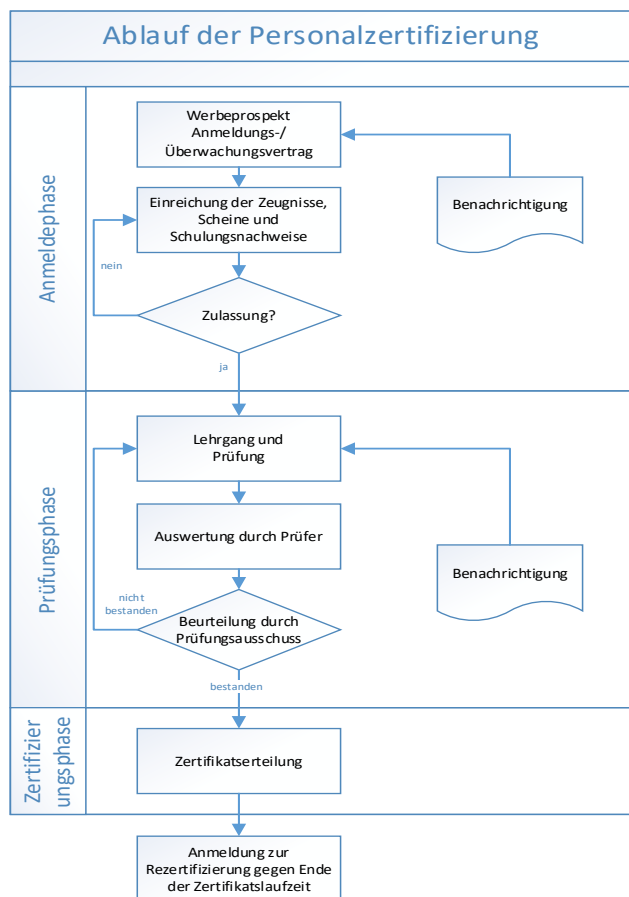 Ablauf der Personalzertifizierung
Anmeldephase
Werbeprospekt
Anmeldungs-/
Überwachungsvertrag
Benachrichtigung
Einreichung der Zeugnisse,
Scheine und
Schulungsnachweise
nein
Zulassung?
ja
Prüfungsphase
Lehrgang und
Prüfung
Auswertung durch Prüfer
Benachrichtigung
nicht
bestanden
Beurteilung durch
Prüfungsausschuss
bestanden
Zertifizier
ungsphase
Zertifikatserteilung
Anmeldung zur
Rezertifizierung gegen Ende
der Zertifikatslaufzeit